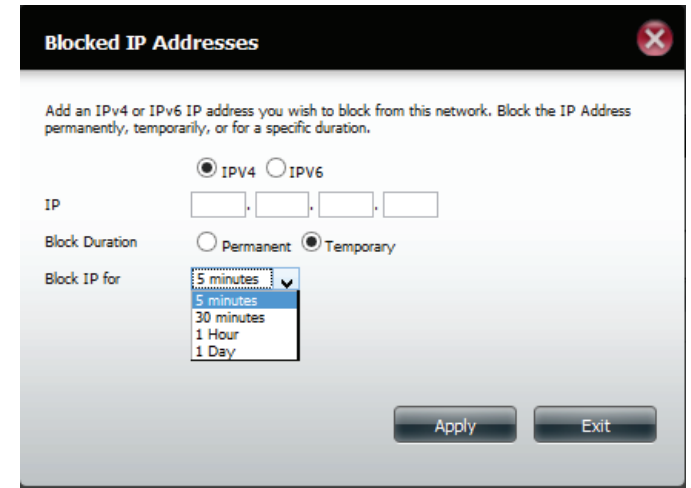 Blocked IP Addresses
Add an IPv4 or IPv6 IP address you wish to block from this network. Block the IP Address
permanently, temporarily, or for a specific duration.
IPV4 IPV6
IP . . .
Block Duration Permanent Temporary
Block IP for 5 minutes
5 minutes
30 minutes
1 Hour
1 Day
Apply Exit